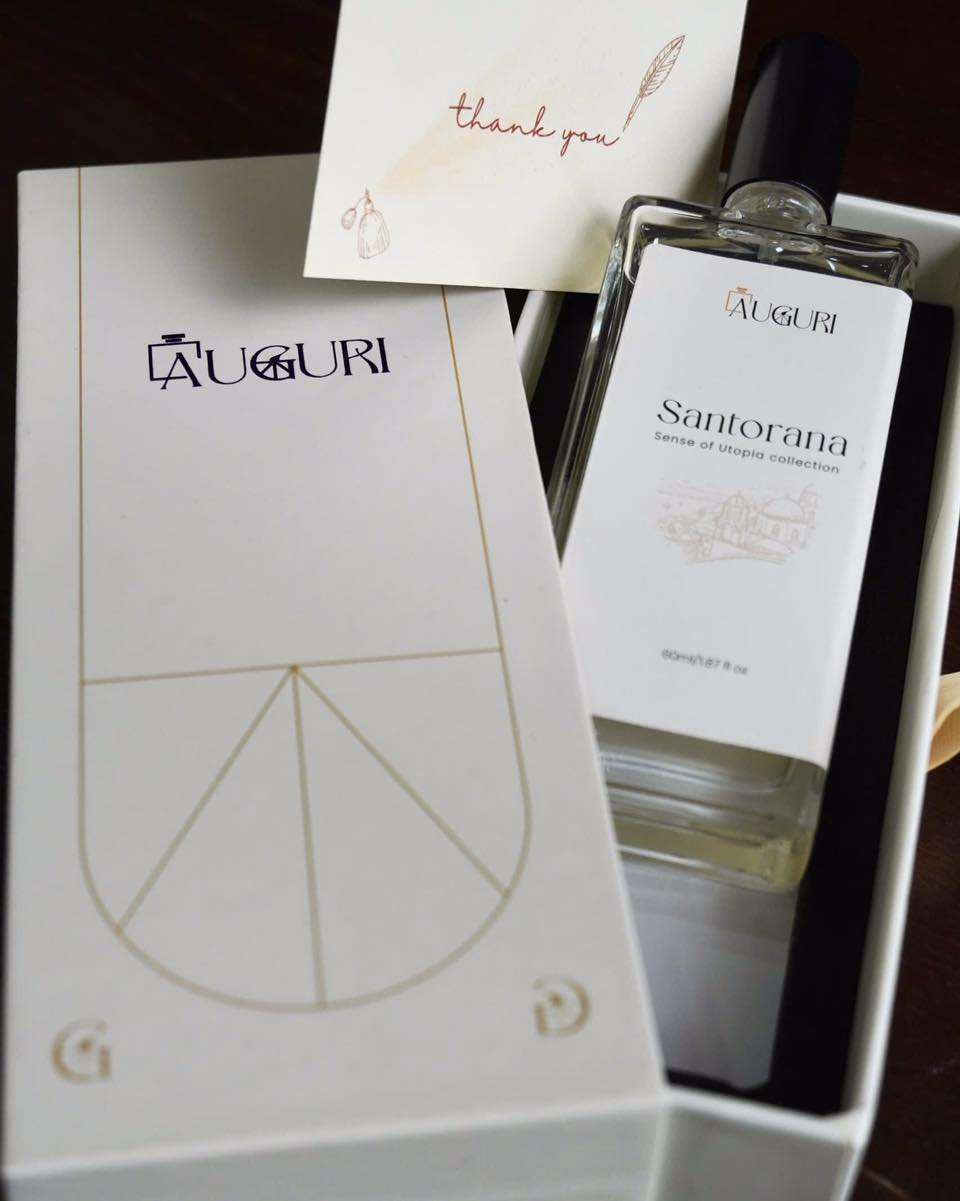 thank you
AUGURI
AUGURI
Santorana
Sense of Utopia collection
G
G